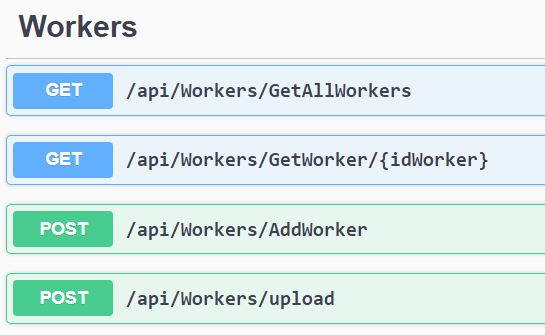 Workers
GET /api/Workers/GetAllWorkers
GET /api/Workers/GetWorker/{idWorker}
POST /api/Workers/AddWorker
POST /api/Workers/upload